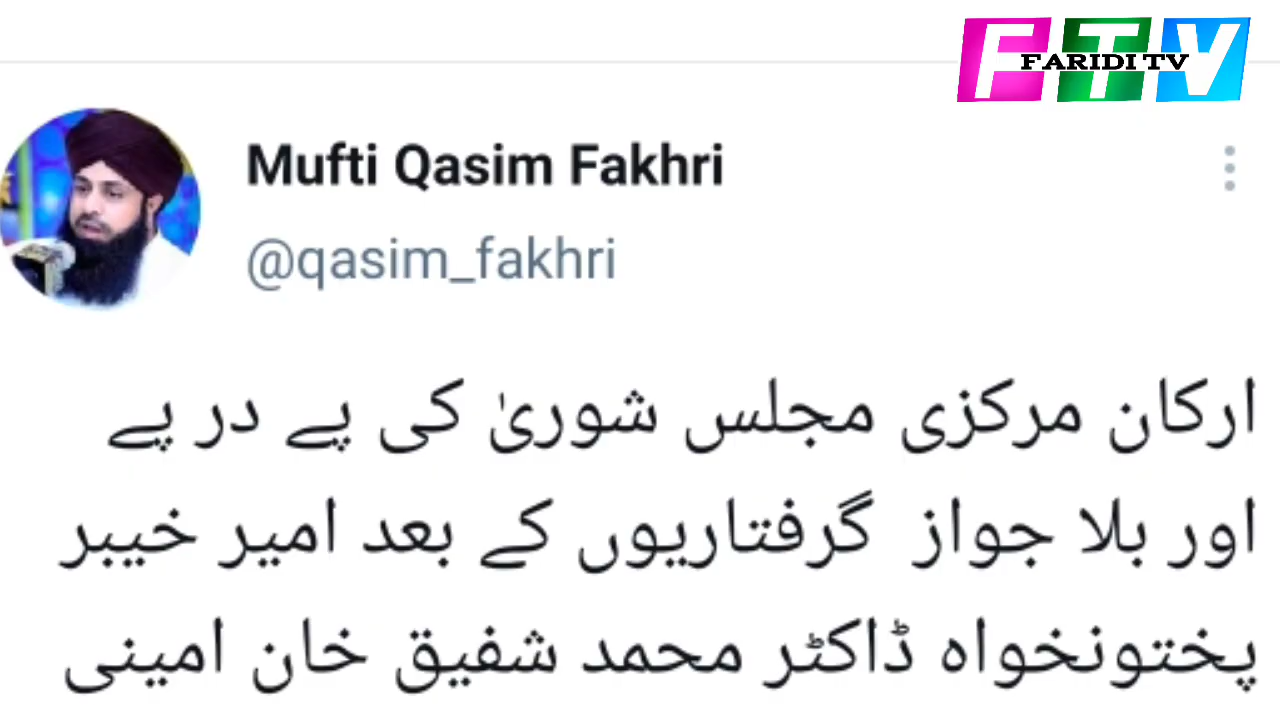 FTV
FARIDI TV
Mufti Qasim Fakhri
@qasim_fakhri
ارکان مرکزی مجلس شوریٰ کی پے در پے
اور بلا جواز گرفتاریوں کے بعد امیر خیبر
پختونخواہ ڈاکٹر محمد شفیق خان امینی